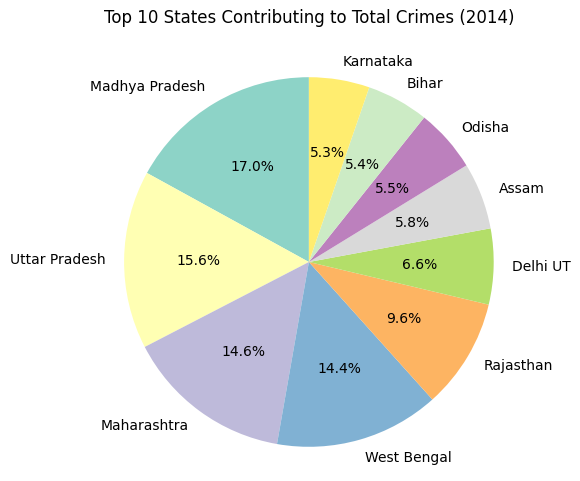 Top 10 States Contributing to Total Crimes (2014)
Karnataka
Bihar
Madhya Pradesh
Odisha
5.3%
5.4%
17.0%
5.5%
Assam
5.8%
Uttar Pradesh
15.6%
6.6%
Delhi UT
9.6%
14.6%
14.4%
Rajasthan
Maharashtra
West Bengal